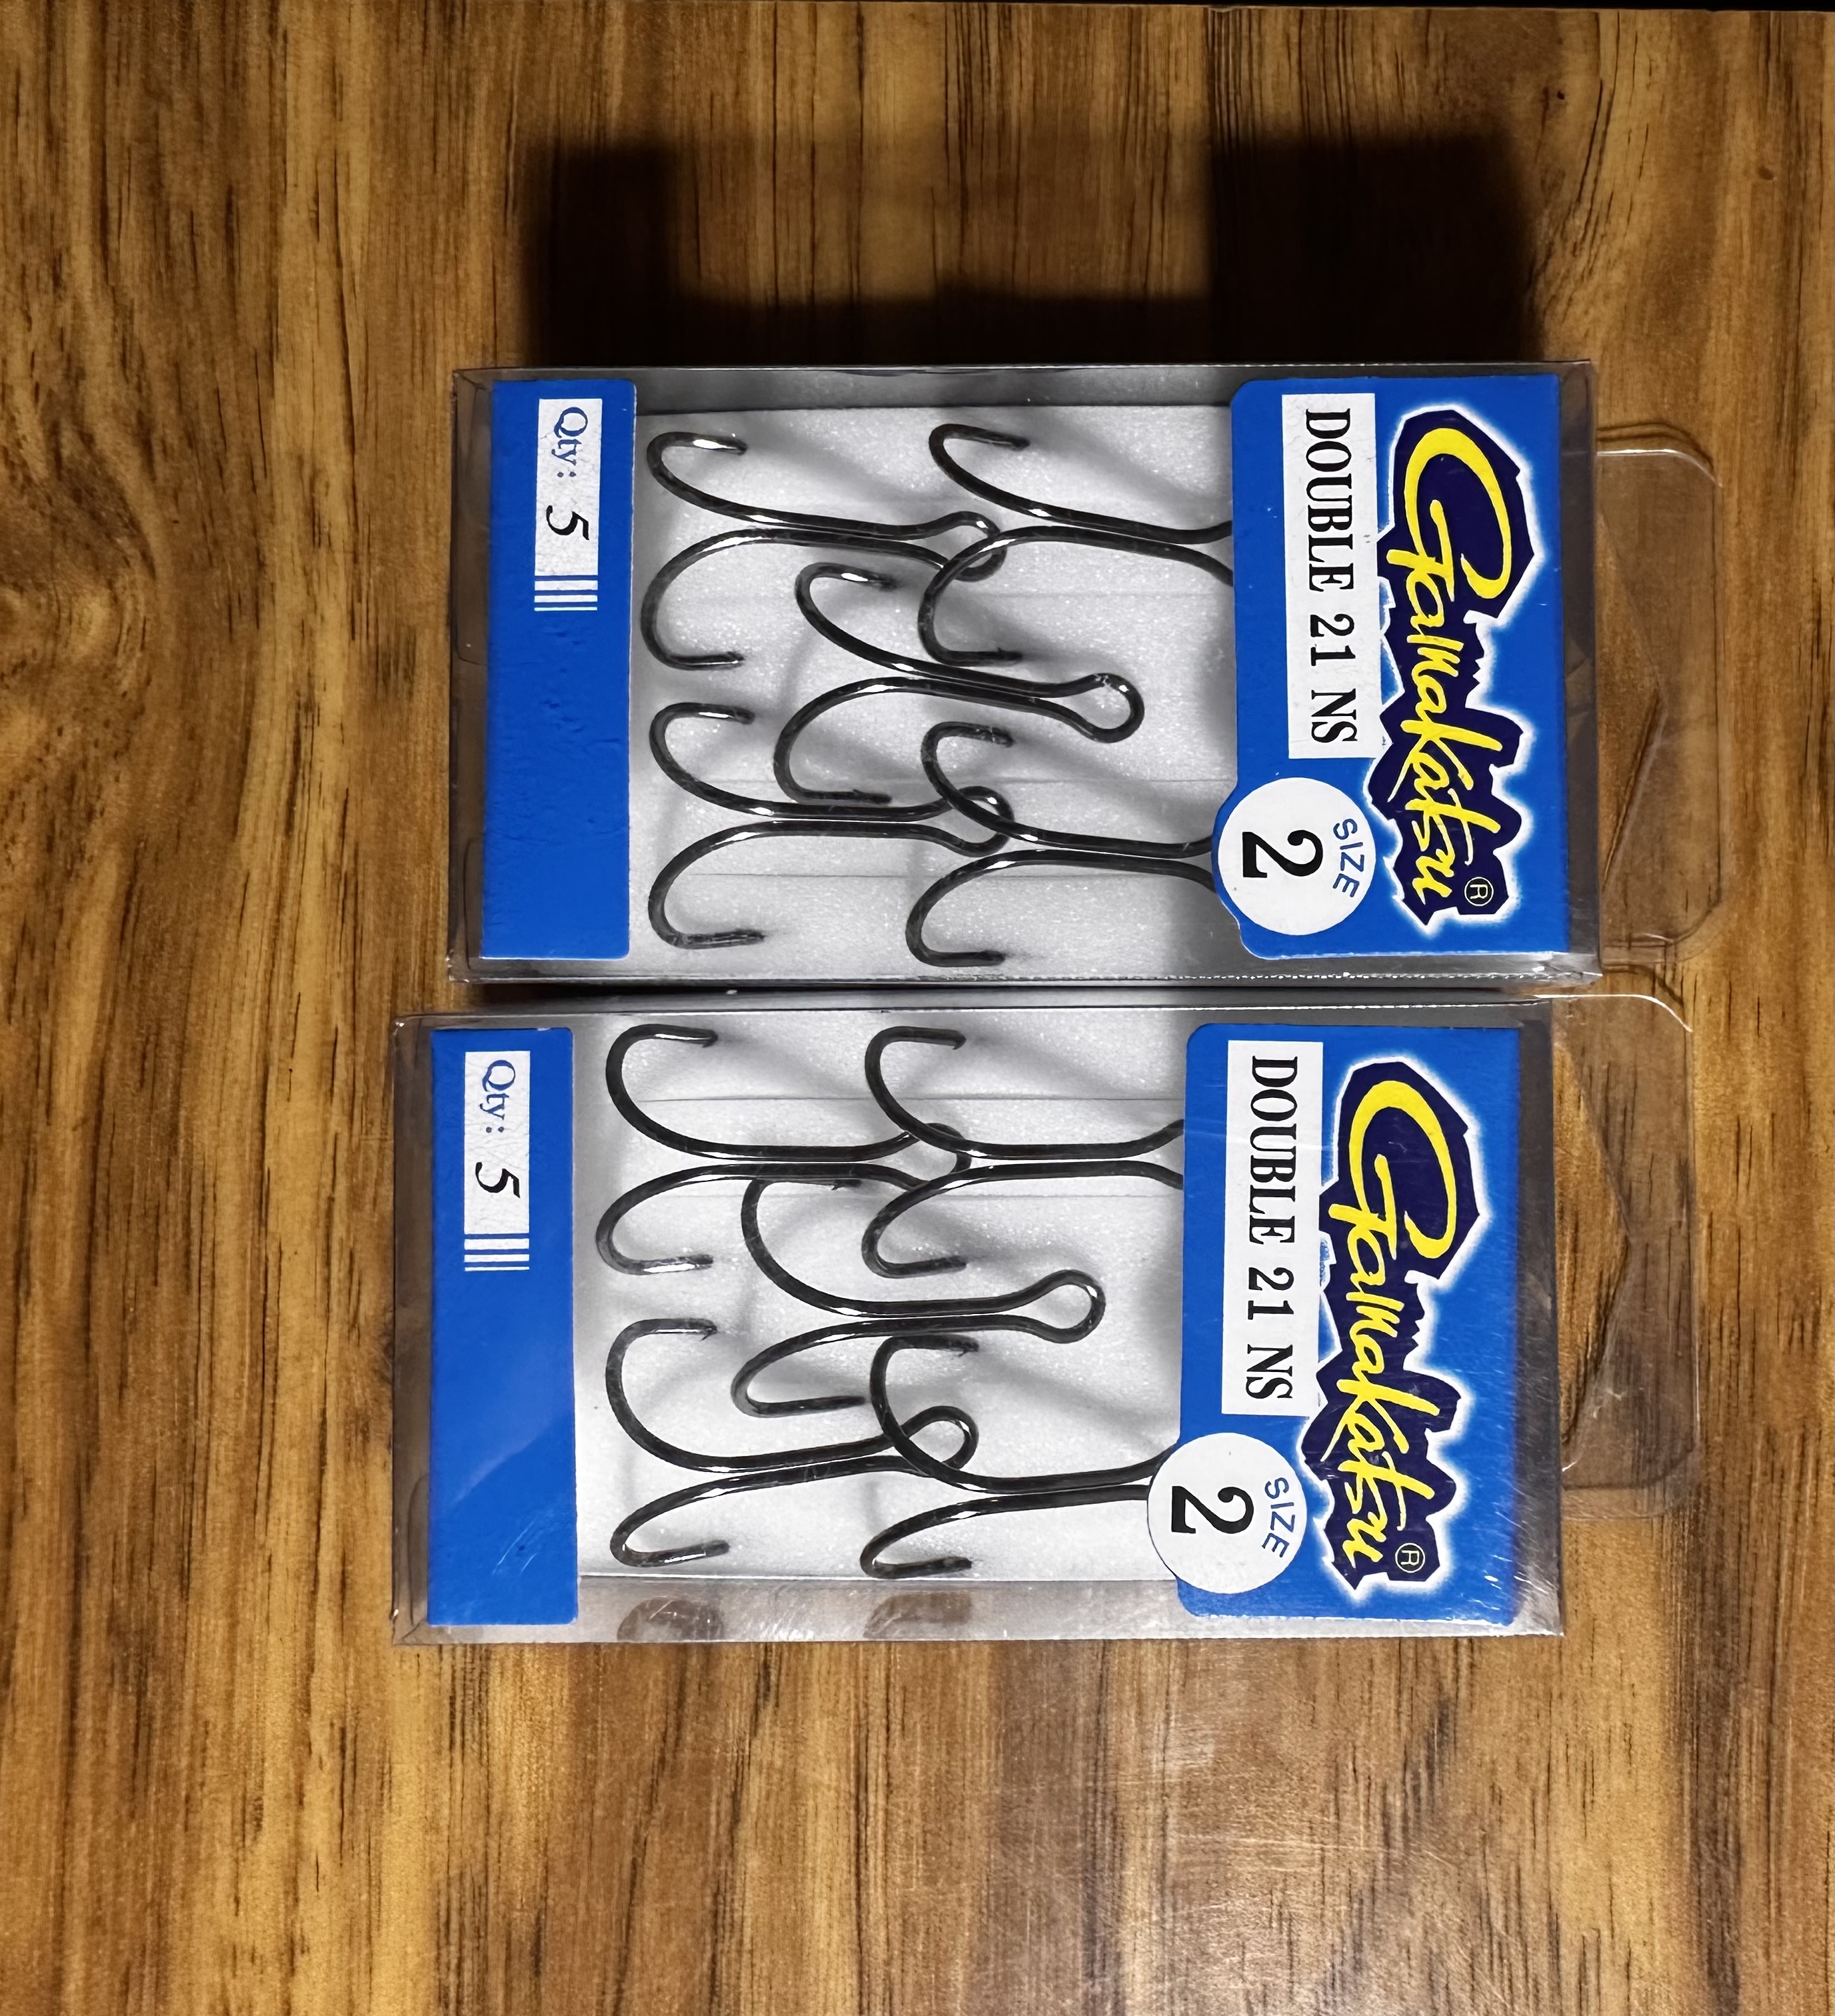 Gamakatsu®
DOUBLE 21 NS
SIZE
2
Qty: 5
Gamakatsu®
DOUBLE 21 NS
SIZE
2
Qty: 5